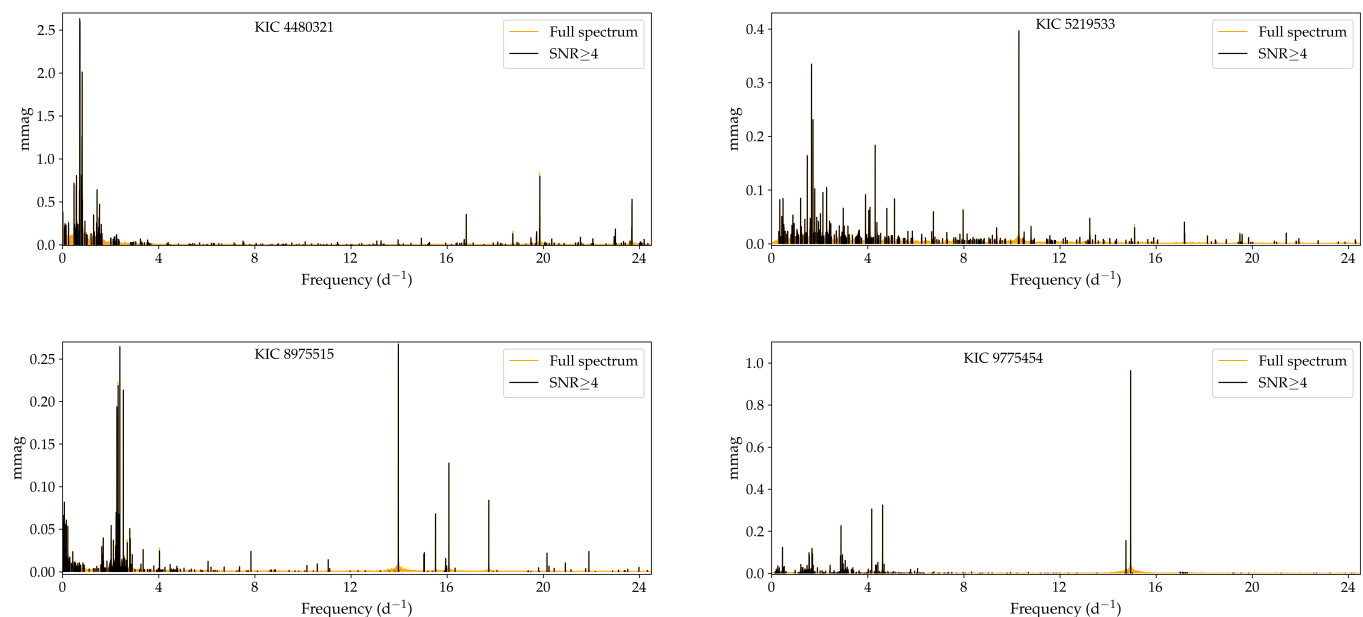 KIC 4480321
Full spectrum
SNR≥4
mmag
2.5
2.0
1.5
1.0
0.5
0.0
0 4 8 12 16 20 24
Frequency (d⁻¹)
KIC 5219533
Full spectrum
SNR≥4
mmag
0.4
0.3
0.2
0.1
0.0
0 4 8 12 16 20 24
Frequency (d⁻¹)
KIC 8975515
Full spectrum
SNR≥4
mmag
0.25
0.20
0.15
0.10
0.05
0.00
0 4 8 12 16 20 24
Frequency (d⁻¹)
KIC 9775454
Full spectrum
SNR≥4
mmag
1.0
0.8
0.6
0.4
0.2
0.0
0 4 8 12 16 20 24
Frequency (d⁻¹)